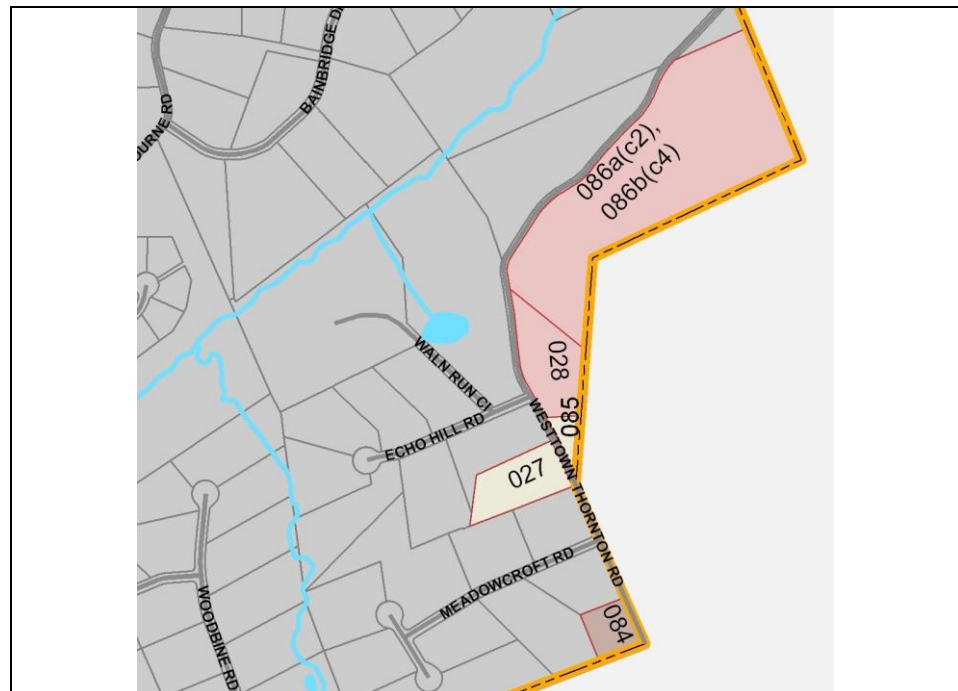 OURNE RD
BAINBRIDGE D
086a(c2),
086b(c4)
028
085
WALN RUN CI
ECHO HILL RD
WESTTOWN THORNTON RD
027
MEADOWCROFT RD
WOODBINE RD
084